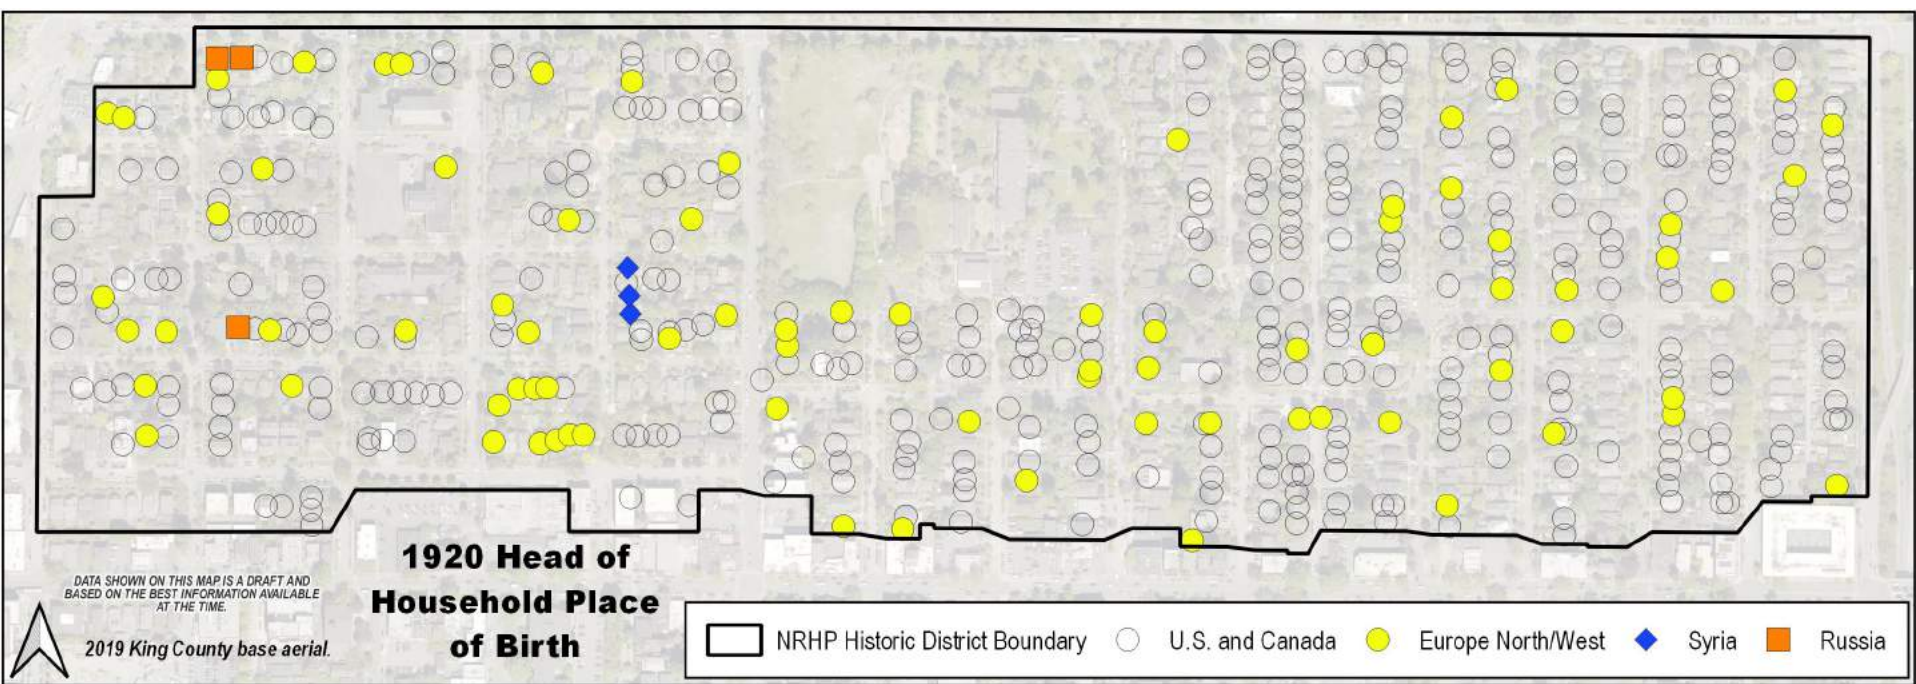 1920 Head of
Household Place
of Birth
DATA SHOWN ON THIS MAP IS A DRAFT AND
BASED ON THE BEST INFORMATION AVAILABLE
AT THE TIME.
2019 King County base aerial.
NRHP Historic District Boundary U.S. and Canada Europe North/West Syria Russia